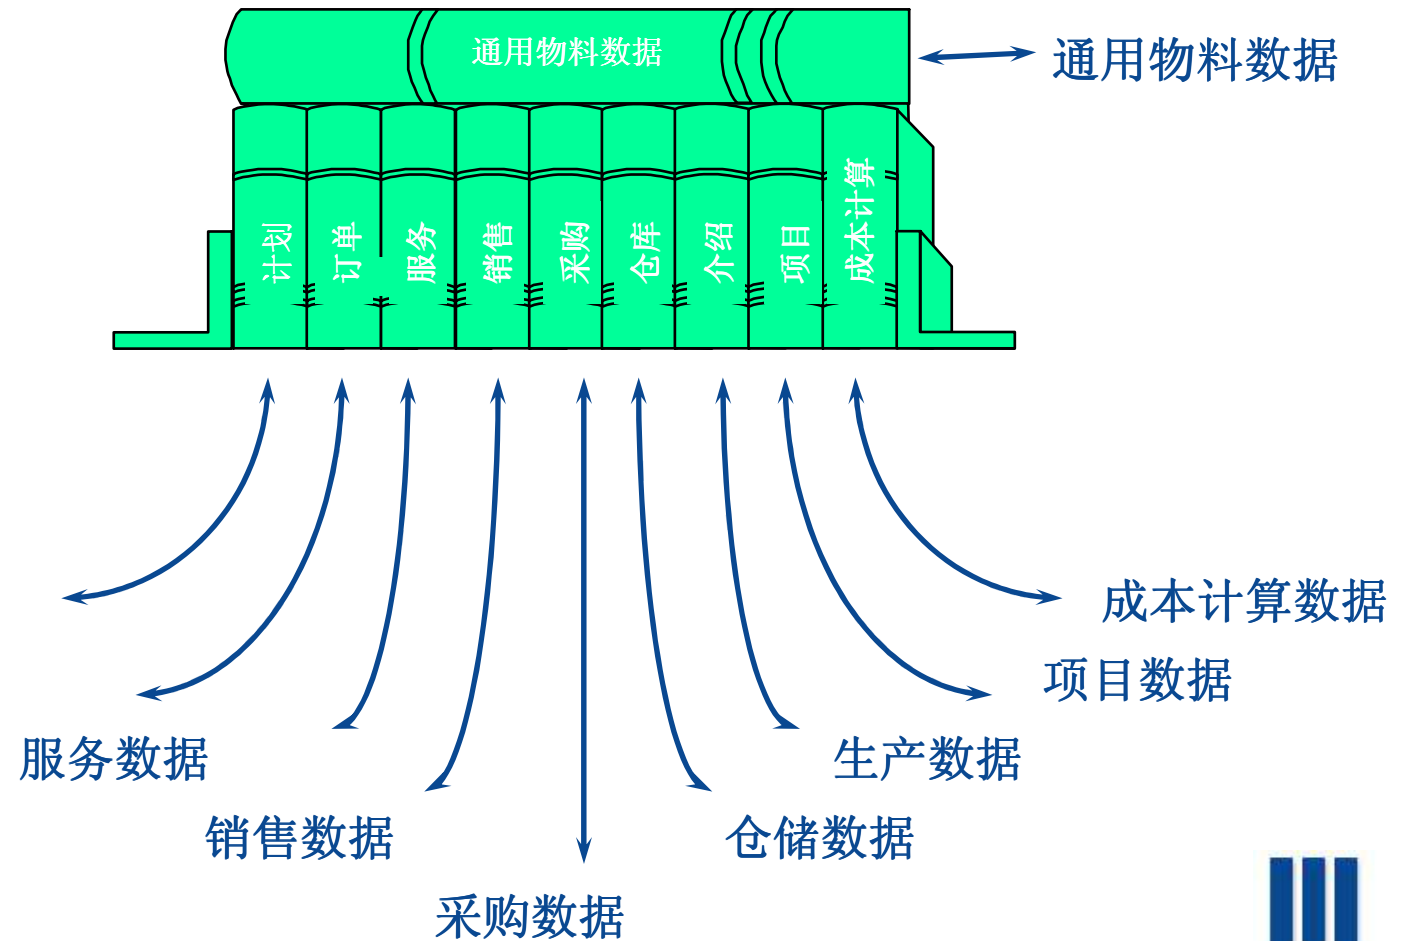 通用物料数据
通用物料数据
计划
订单
服务
销售
采购
仓库
介绍
项目
成本计算
成本计算数据
项目数据
服务数据
生产数据
销售数据
仓储数据
采购数据